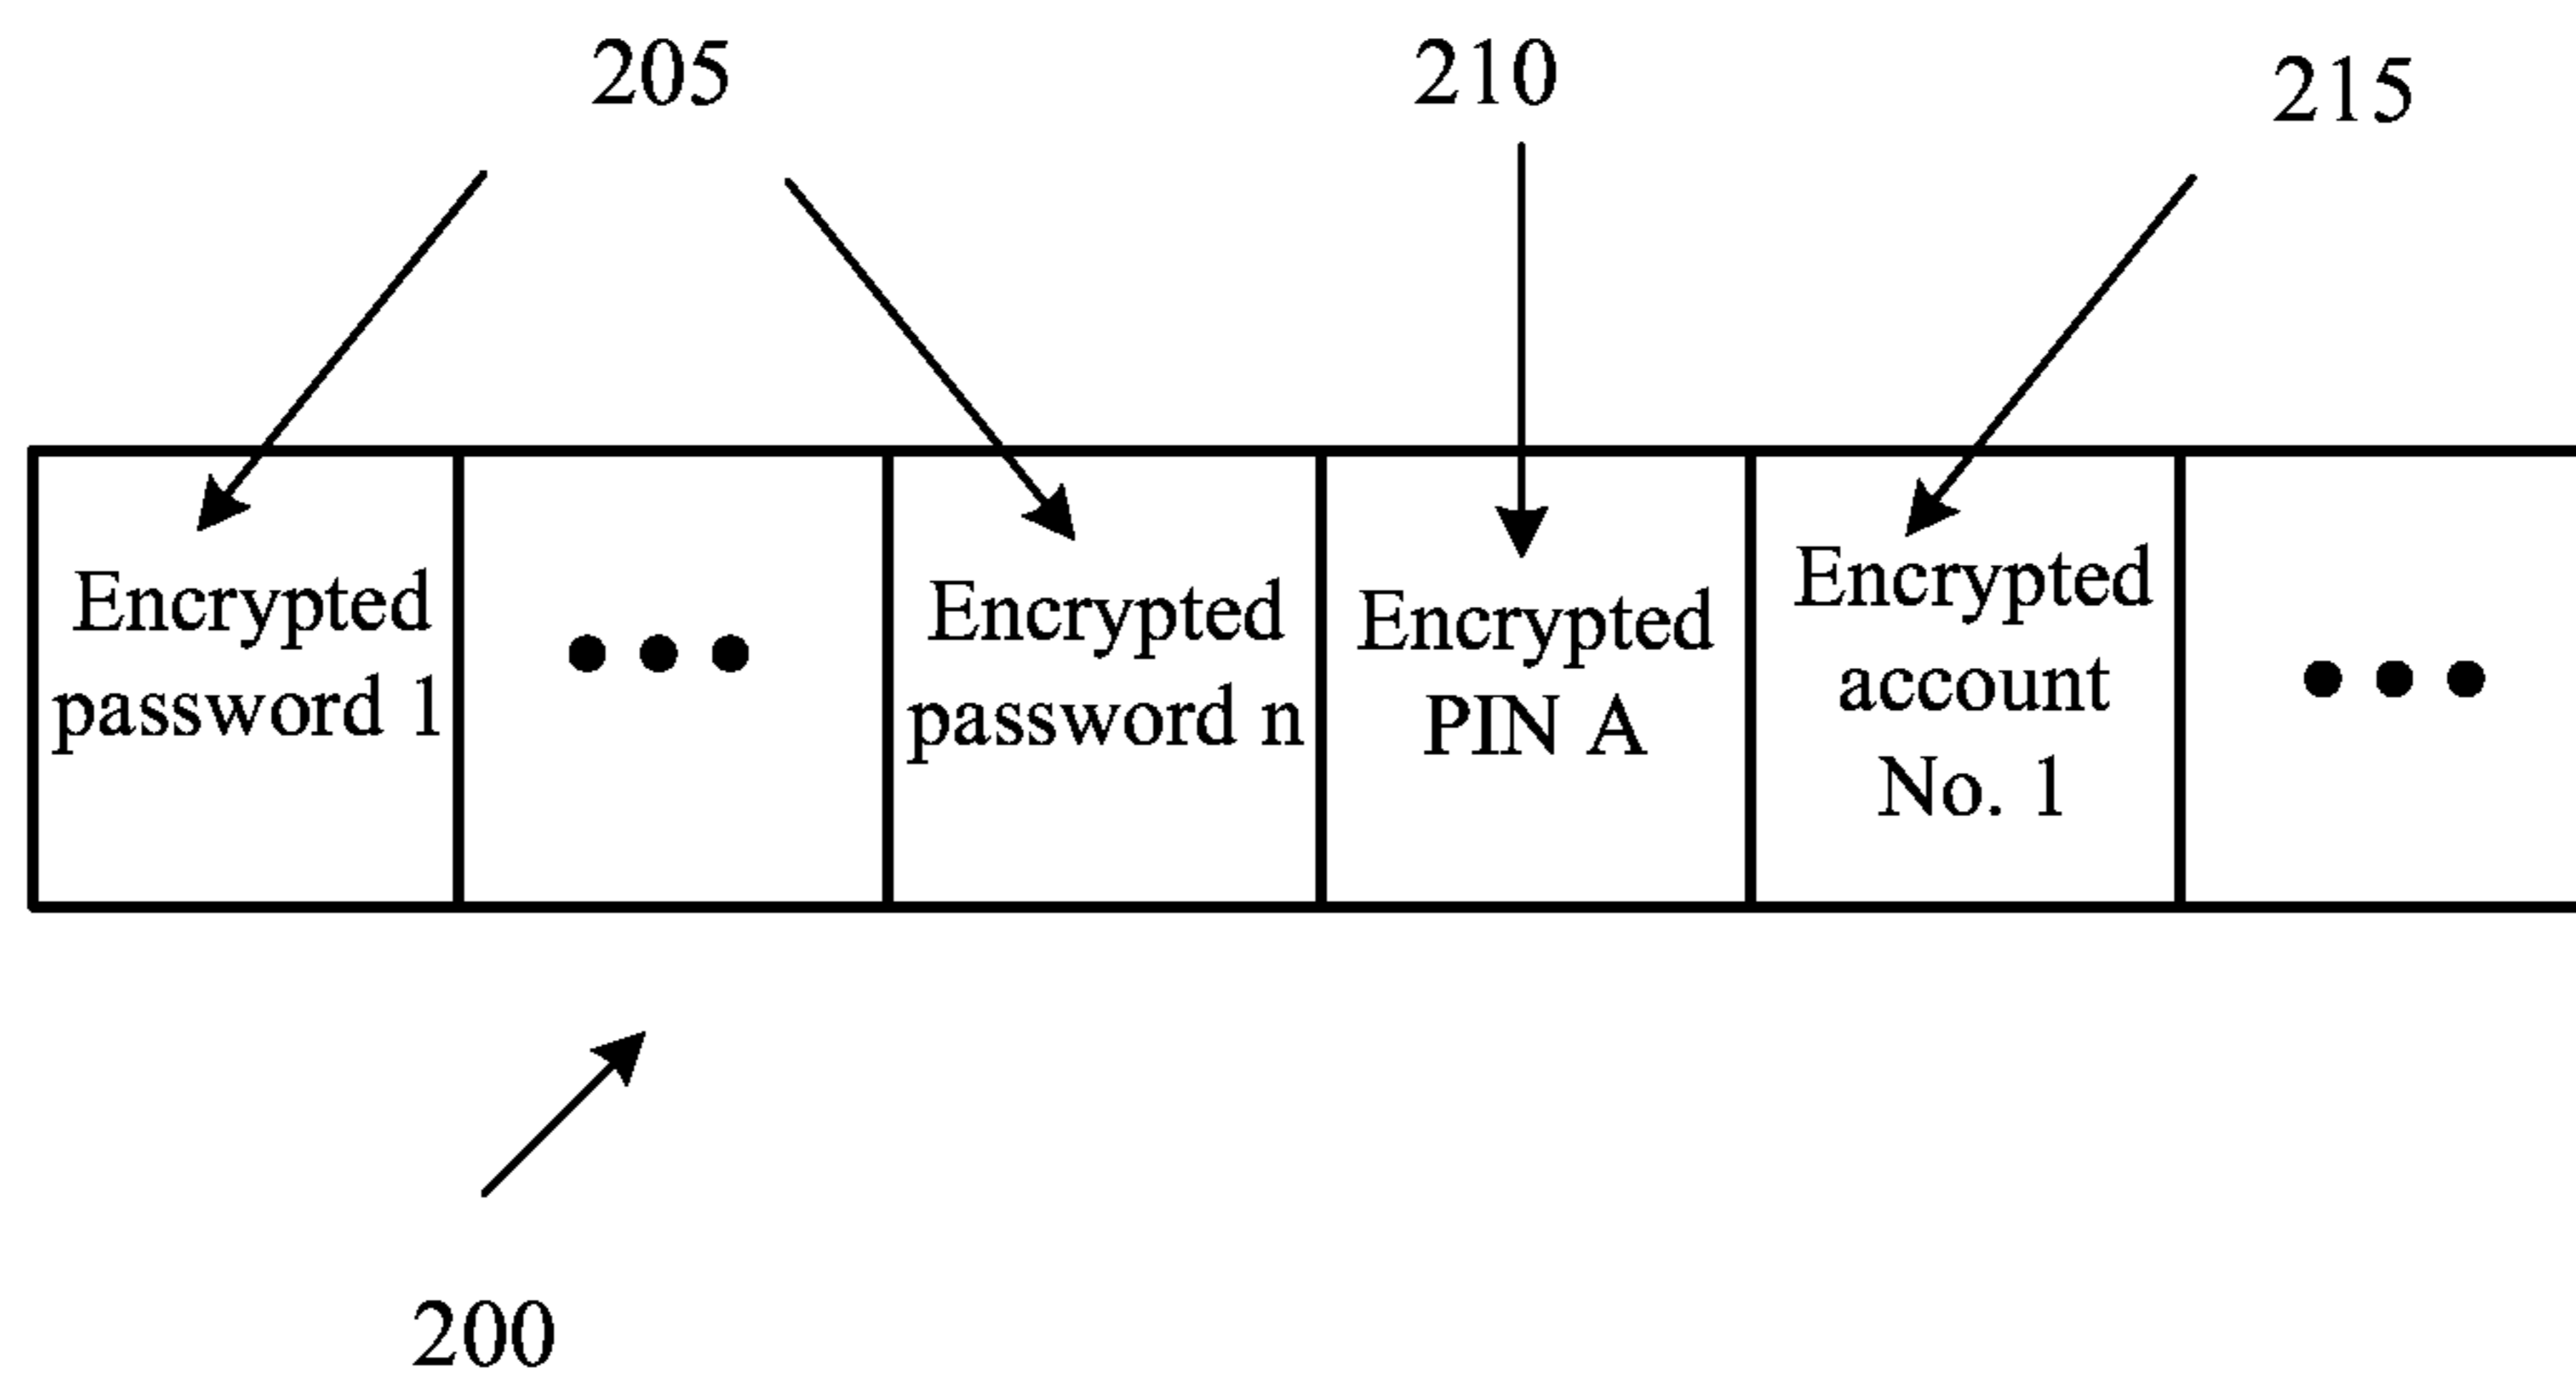 205
210
215
Encrypted
password 1
• • •
Encrypted
password n
Encrypted
PIN A
Encrypted
account
No. 1
• • •
200